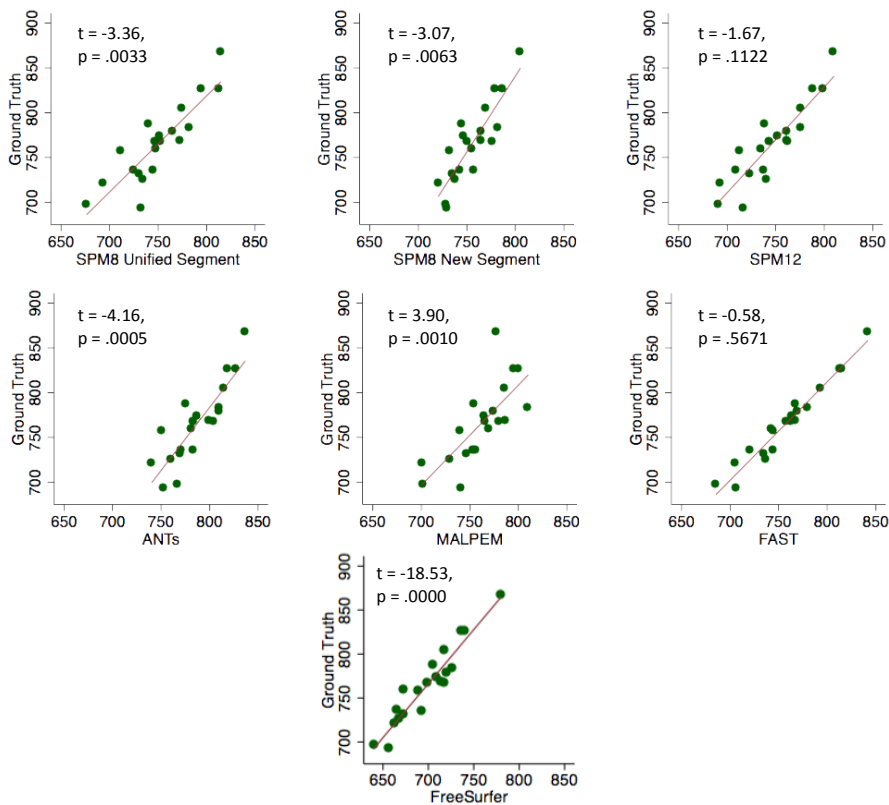 t = -3.36,
p = .0033
Ground Truth
900
850
800
750
700
650 700 750 800 850
SPM8 Unified Segment
t = -3.07,
p = .0063
Ground Truth
900
850
800
750
700
650 700 750 800 850
SPM8 New Segment
t = -1.67,
p = .1122
Ground Truth
900
850
800
750
700
650 700 750 800 850
SPM12
t = -4.16,
p = .0005
Ground Truth
900
850
800
750
700
650 700 750 800 850
ANTs
t = 3.90,
p = .0010
Ground Truth
900
850
800
750
700
650 700 750 800 850
MALPEM
t = -0.58,
p = .5671
Ground Truth
900
850
800
750
700
650 700 750 800 850
FAST
t = -18.53,
p = .0000
Ground Truth
900
850
800
750
700
650 700 750 800 850
FreeSurfer